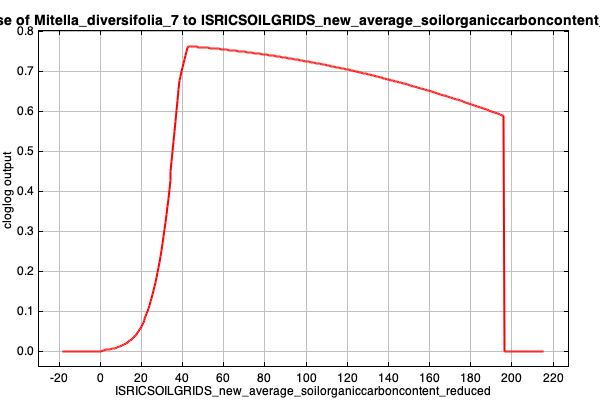 se of Mitella_diversifolia_7 to ISRICSOILGRIDS_new_average_soilorganiccarboncontent_
0.8
0.7
0.6
0.5
0.4
0.3
0.2
0.1
0.0
cloglog output
-20 0 20 40 60 80 100 120 140 160 180 200 220
ISRICSOILGRIDS_new_average_soilorganiccarboncontent_reduced